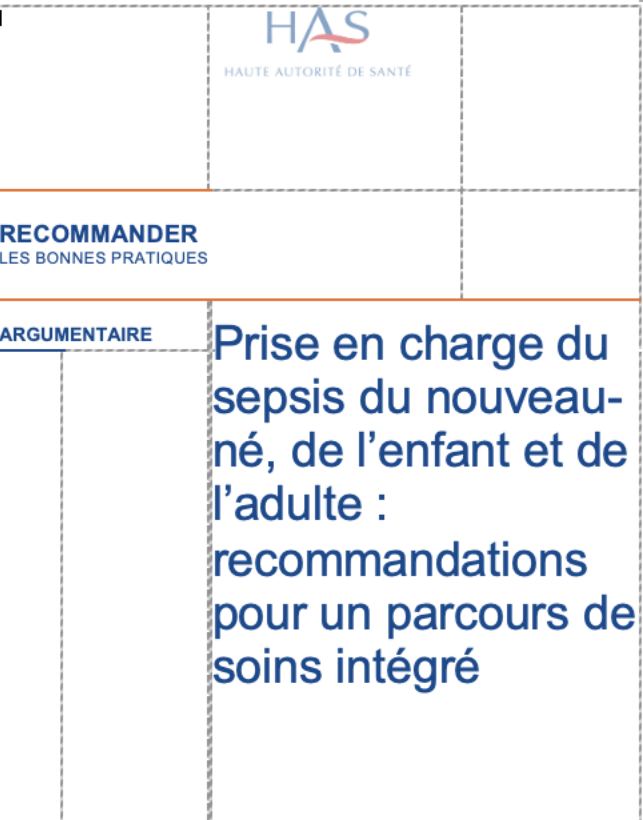 HAS
HAUTE AUTORITÉ DE SANTÉ
RECOMMANDER
LES BONNES PRATIQUES
ARGUMENTAIRE
Prise en charge du
sepsis du nouveau-
né, de l’enfant et de
l’adulte :
recommandations
pour un parcours de
soins intégré